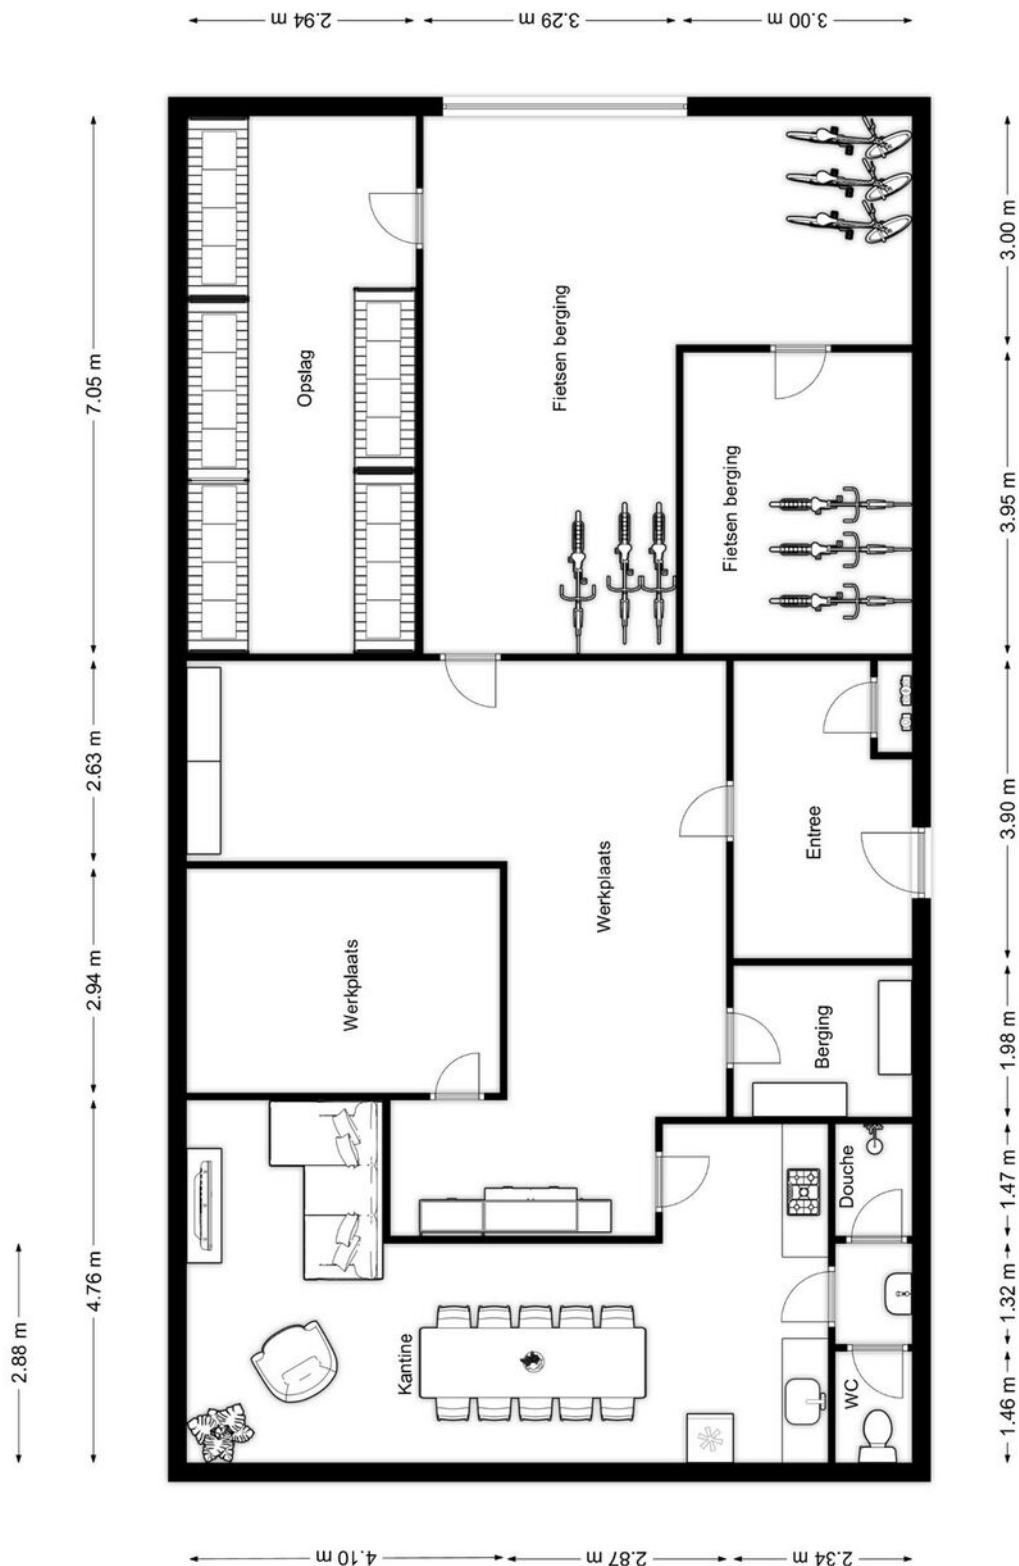 2.94 m
3.29 m
3.00 m
7.05 m
3.00 m
Opslag
Fietsen berging
Fietsen berging
3.95 m
2.63 m
Entree
3.90 m
Werkplaats
Werkplaats
2.94 m
Berging
1.98 m
Douche
1.47 m
4.76 m
1.32 m
2.88 m
Kantine
WC
1.46 m
4.10 m
2.87 m
2.34 m